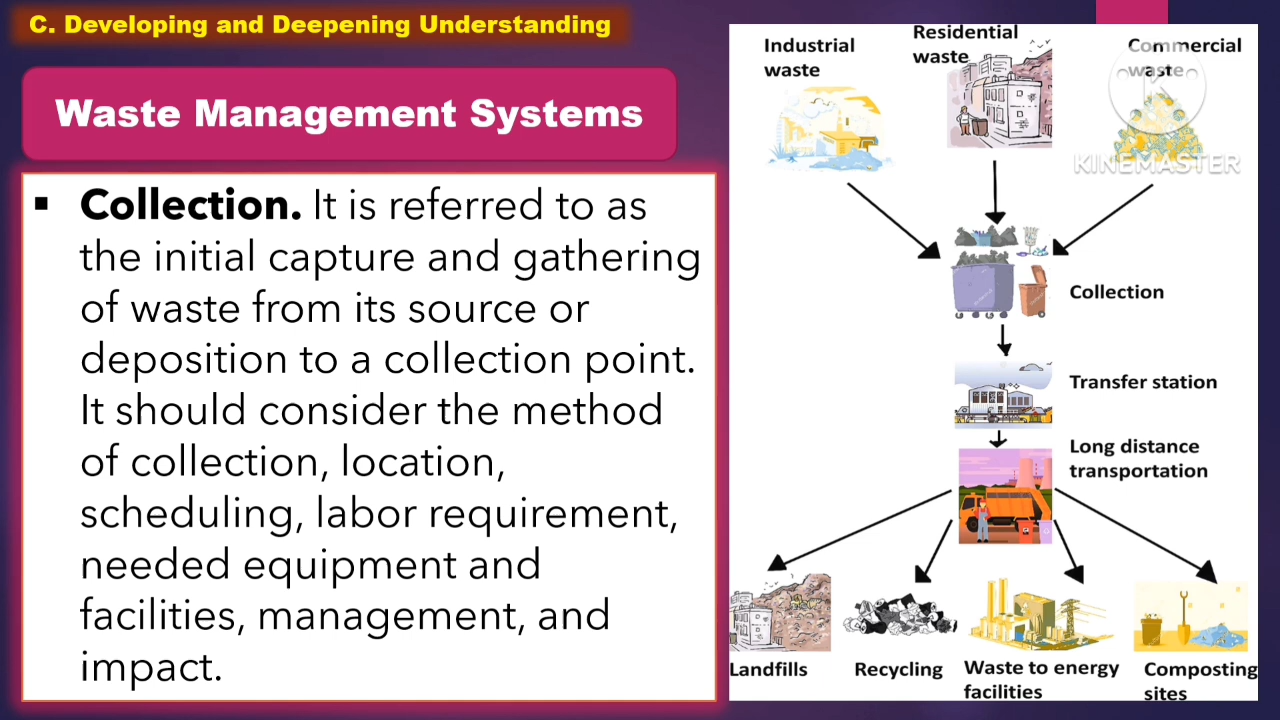 C. Developing and Deepening Understanding
Waste Management Systems
▪ Collection. It is referred to as
the initial capture and gathering
of waste from its source or
deposition to a collection point.
It should consider the method
of collection, location,
scheduling, labor requirement,
needed equipment and
facilities, management, and
impact.
Industrial
waste
Residential
waste
Commercial
waste
K
KINEMASTER
Collection
Transfer station
Long distance
transportation
Landfills
Recycling
Waste to energy
facilities
Composting
sites